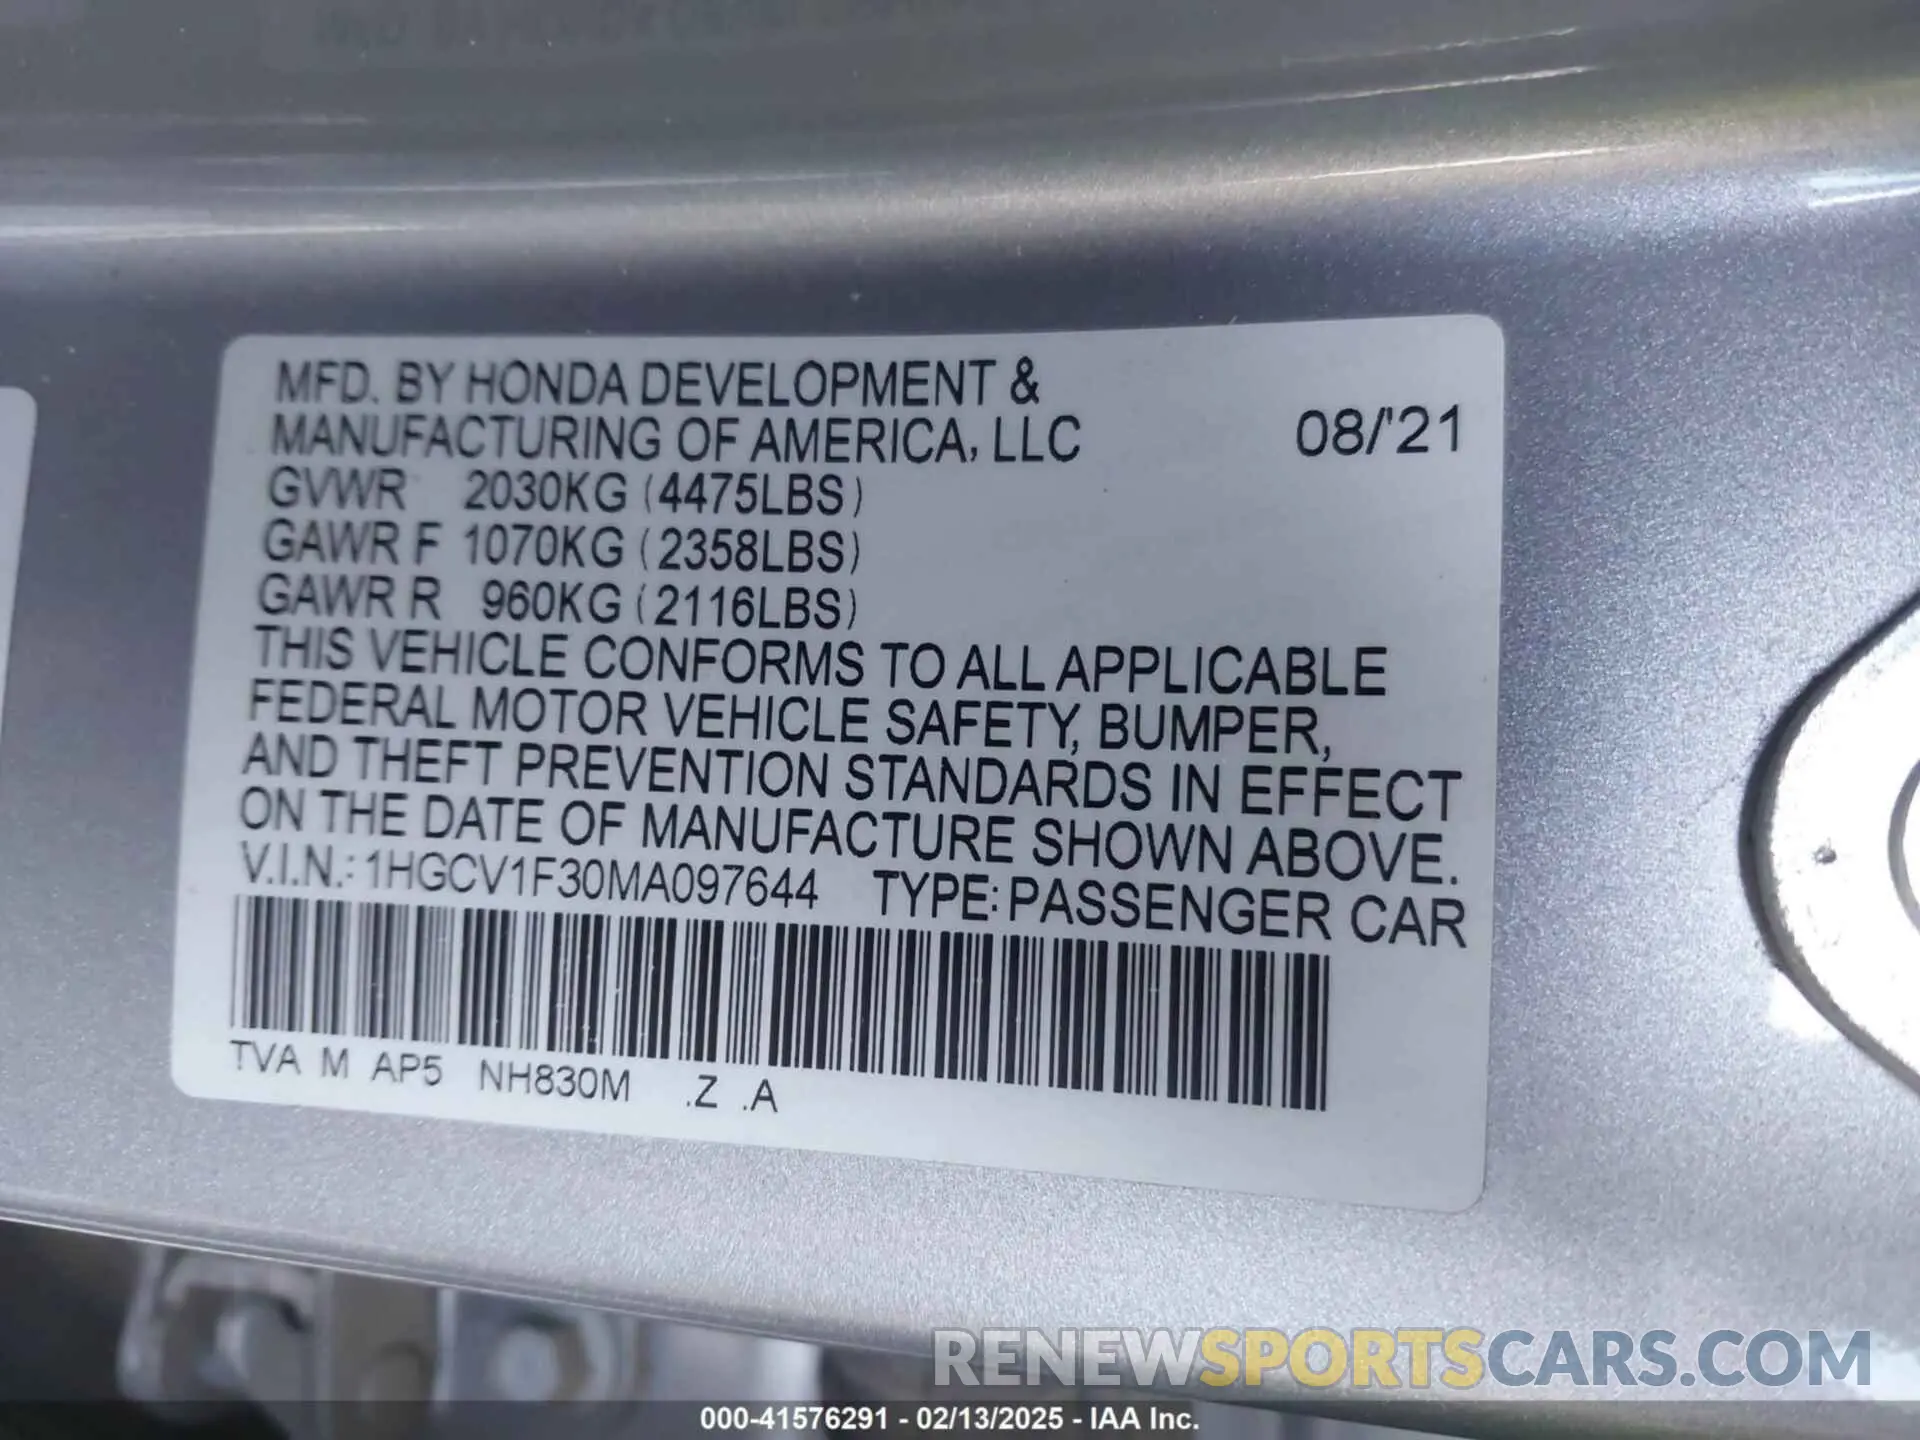 MFD. BY HONDA DEVELOPMENT &
MANUFACTURING OF AMERICA, LLC 08/'21
GVWR 2030KG (4475LBS)
GAWR F 1070KG (2358LBS)
GAWR R 960KG (2116LBS)
THIS VEHICLE CONFORMS TO ALL APPLICABLE
FEDERAL MOTOR VEHICLE SAFETY, BUMPER,
AND THEFT PREVENTION STANDARDS IN EFFECT
ON THE DATE OF MANUFACTURE SHOWN ABOVE.
V.I.N.: 1HGCV1F30MA097644 TYPE: PASSENGER CAR
TVA M AP5 NH830M .Z .A
RENEWSPORTSCARS.COM
000-41576291 - 02/13/2025 - IAA Inc.